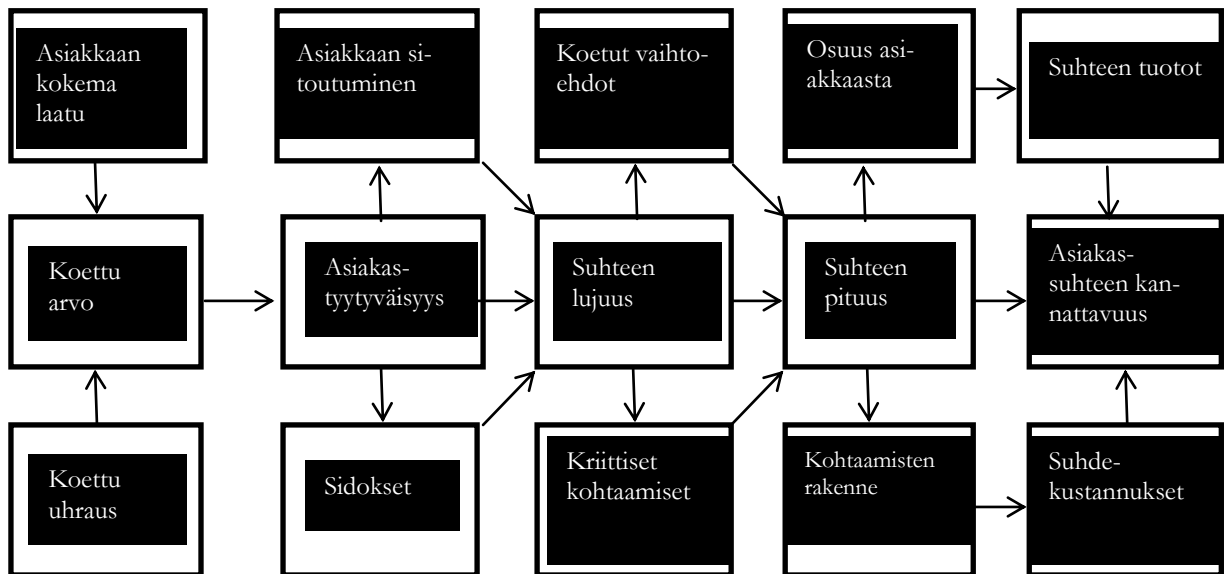 Asiakkaan
kokema
laatu
Asiakkaan si-
toutuminen
Koetut vaihto-
ehdot
Osuus asi-
akkaasta
Suhteen tuotot
Koettu
arvo
Asiakas-
tyytyväisyys
Suhteen
lujuus
Suhteen
pituus
Asiakas-
suhteen kan-
nattavuus
Koettu
uhraus
Sidokset
Kriittiset
kohtaamiset
Kohtaamisten
rakenne
Suhde-
kustannukset